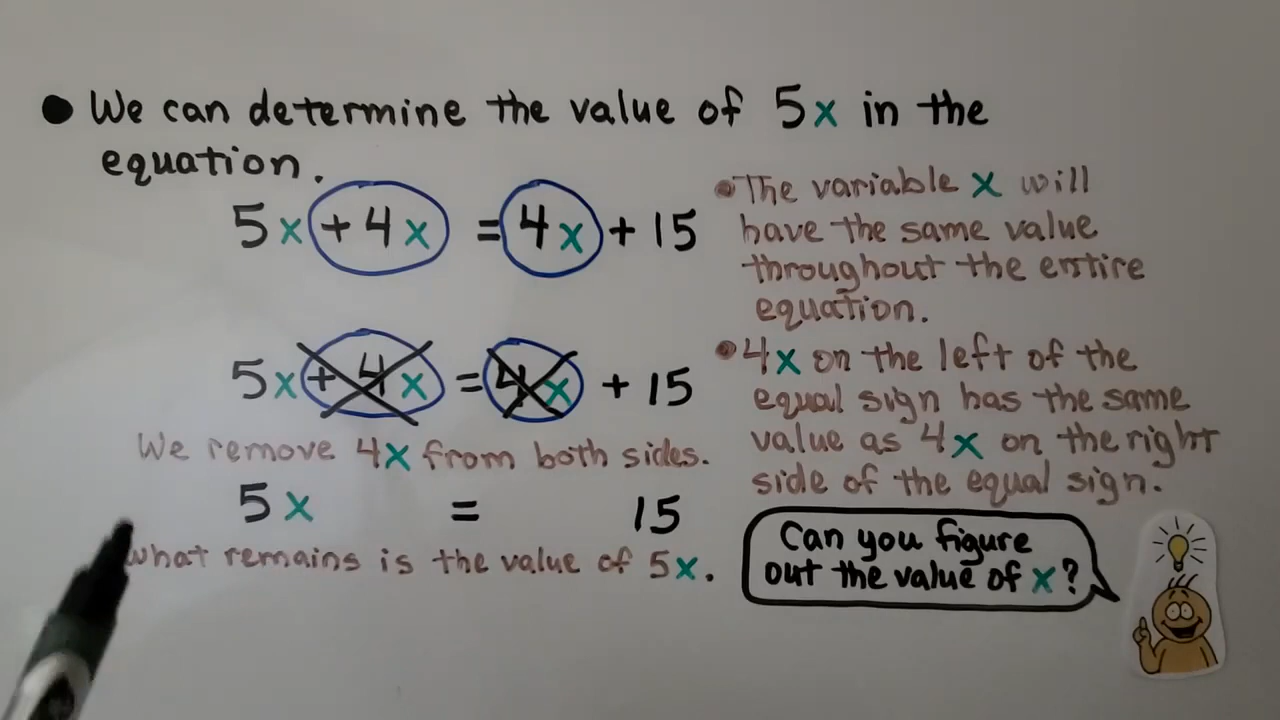 ● We can determine the value of 5x in the
equation.
5x + 4x = 4x + 15
5x + 4x = 4x + 15
We remove 4x from both sides.
5x = 15
What remains is the value of 5x.
● The variable x will
have the same value
throughout the entire
equation.
● 4x on the left of the
equal sign has the same
value as 4x on the right
side of the equal sign.
Can you figure
out the value of x?